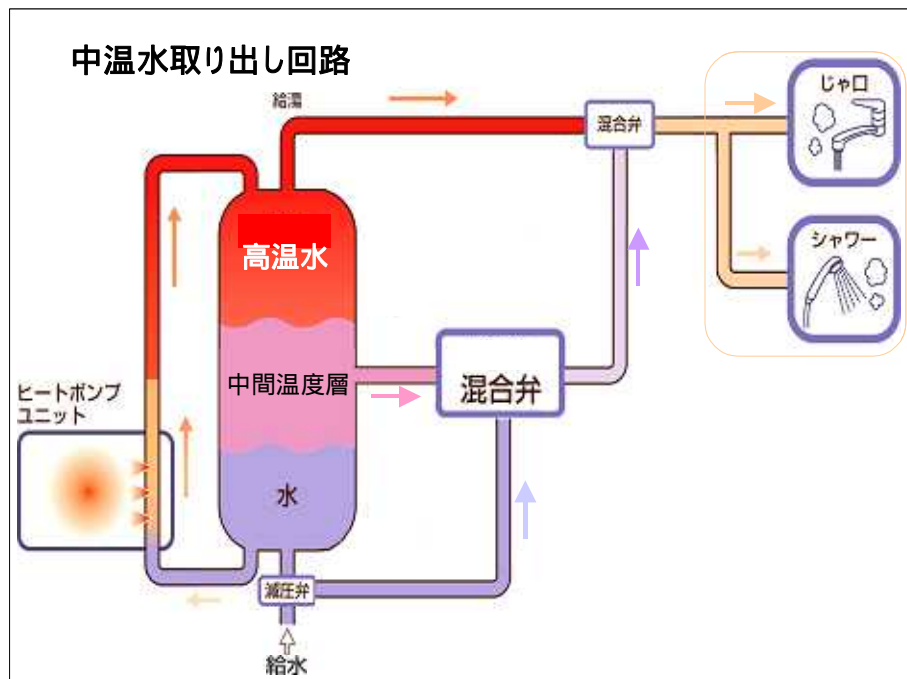 中温水取り出し回路
給湯
混合弁
じゃ口
シャワー
高温水
中間温度層
混合弁
ヒートポンプ
ユニット
水
減圧弁
給水